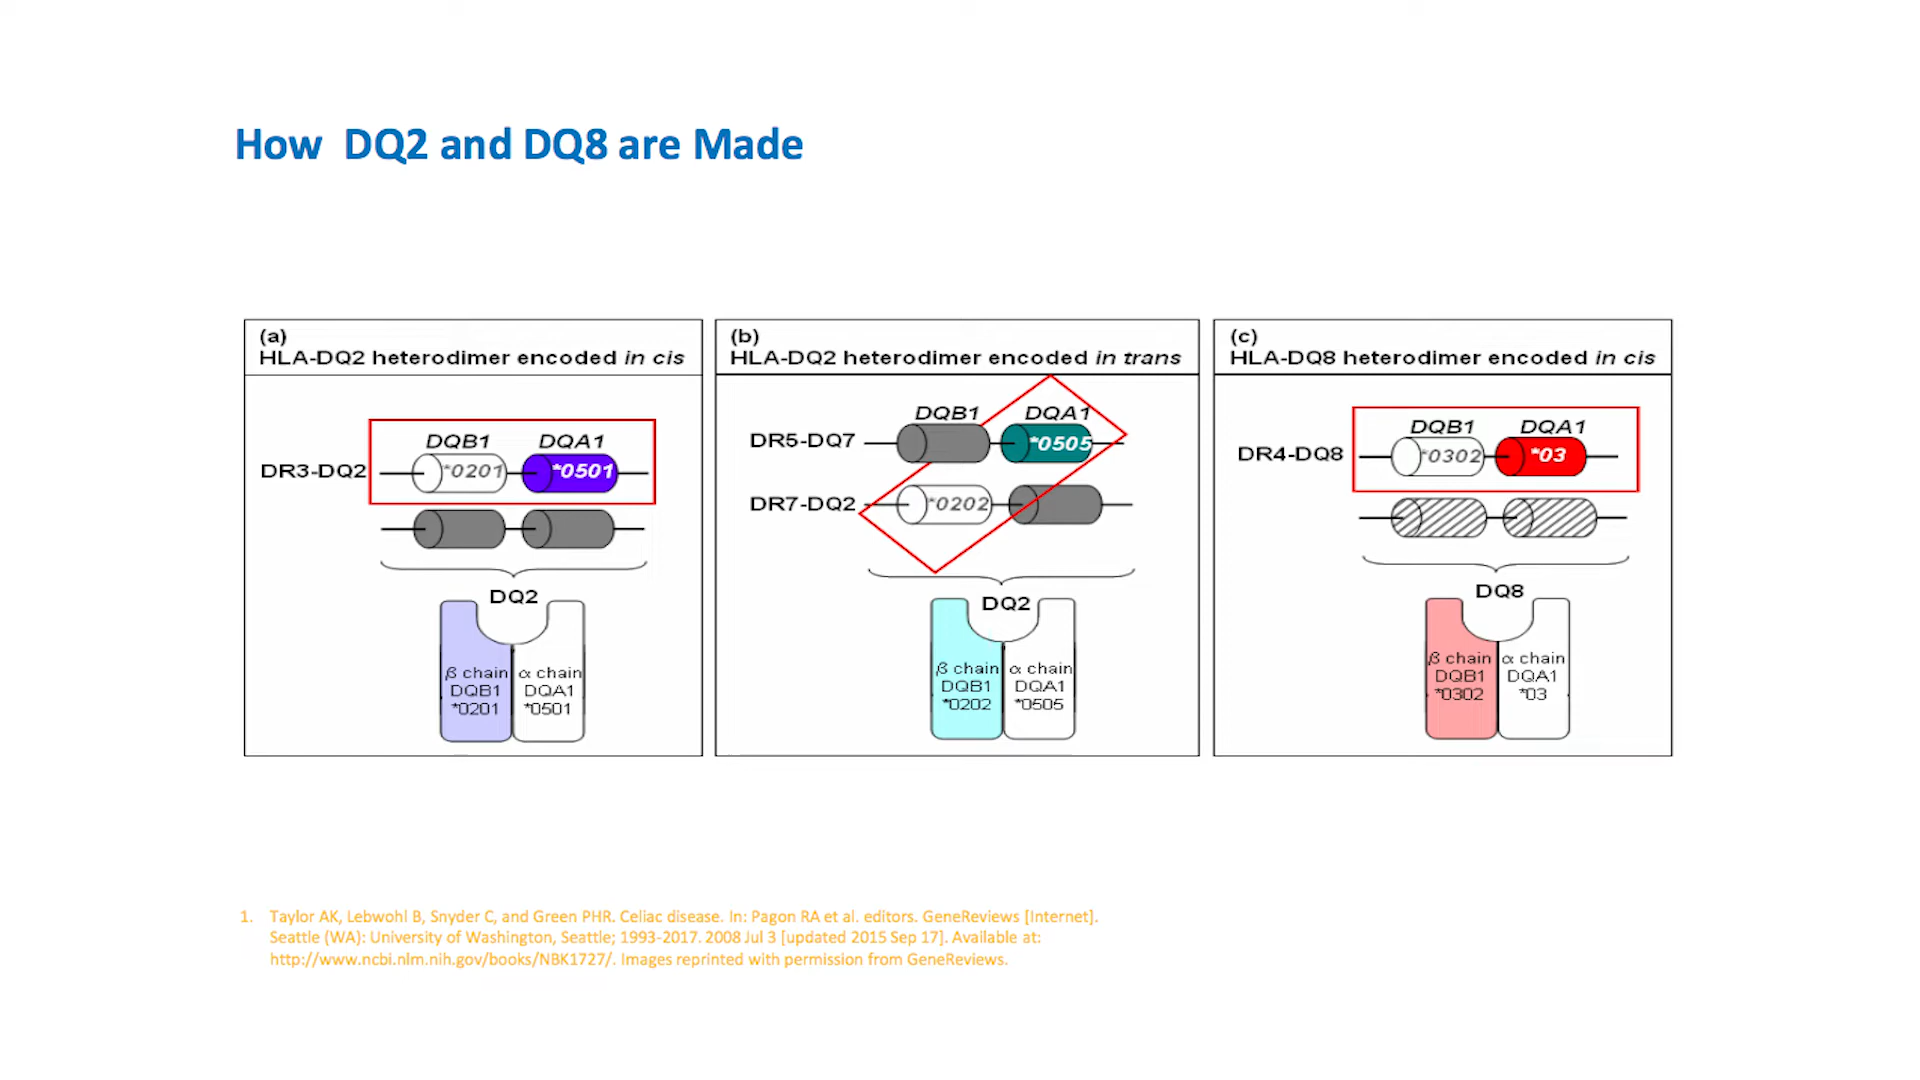 How DQ2 and DQ8 are Made
(a)
HLA-DQ2 heterodimer encoded in cis
DQB1 DQA1
DR3-DQ2 *0201 *0501
DQ2
β chain α chain
DQB1 DQA1
*0201 *0501
(b)
HLA-DQ2 heterodimer encoded in trans
DQB1 DQA1
DR5-DQ7 *0505
DR7-DQ2 *0202
DQ2
β chain α chain
DQB1 DQA1
*0202 *0505
(c)
HLA-DQ8 heterodimer encoded in cis
DQB1 DQA1
DR4-DQ8 *0302 *03
DQ8
β chain α chain
DQB1 DQA1
*0302 *03
1. Taylor AK, Lebwohl B, Snyder C, and Green PHR. Celiac disease. In: Pagon RA et al. editors. GeneReviews [Internet].
Seattle (WA): University of Washington, Seattle; 1993-2017. 2008 Jul 3 [updated 2015 Sep 17]. Available at:
http://www.ncbi.nlm.nih.gov/books/NBK1727/. Images reprinted with permission from GeneReviews.